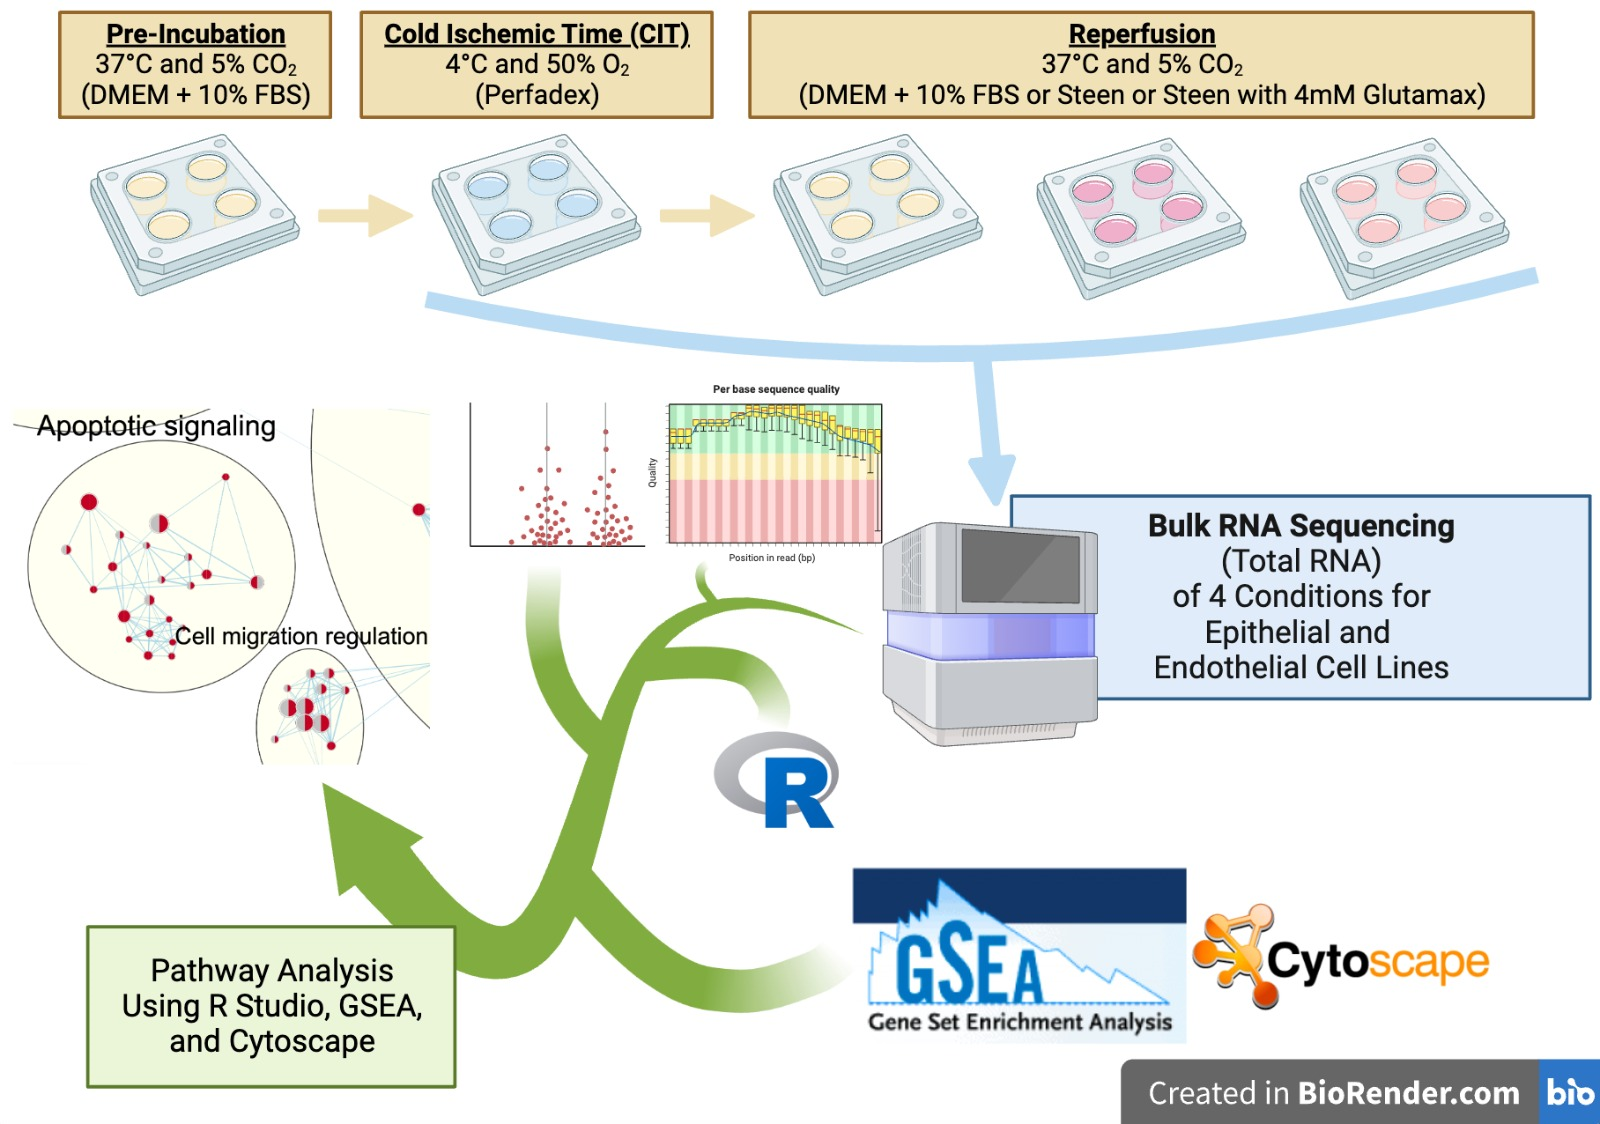 Pre-Incubation
37°C and 5% CO₂
(DMEM + 10% FBS)
Cold Ischemic Time (CIT)
4°C and 50% O₂
(Perfadex)
Reperfusion
37°C and 5% CO₂
(DMEM + 10% FBS or Steen or Steen with 4mM Glutamax)
Apoptotic signaling
Cell migration regulation
Per base sequence quality
Quality
Position in read (bp)
Bulk RNA Sequencing
(Total RNA)
of 4 Conditions for
Epithelial and
Endothelial Cell Lines
R
GSEA
Gene Set Enrichment Analysis
Cytoscape
Pathway Analysis
Using R Studio, GSEA,
and Cytoscape
Created in BioRender.com
bio